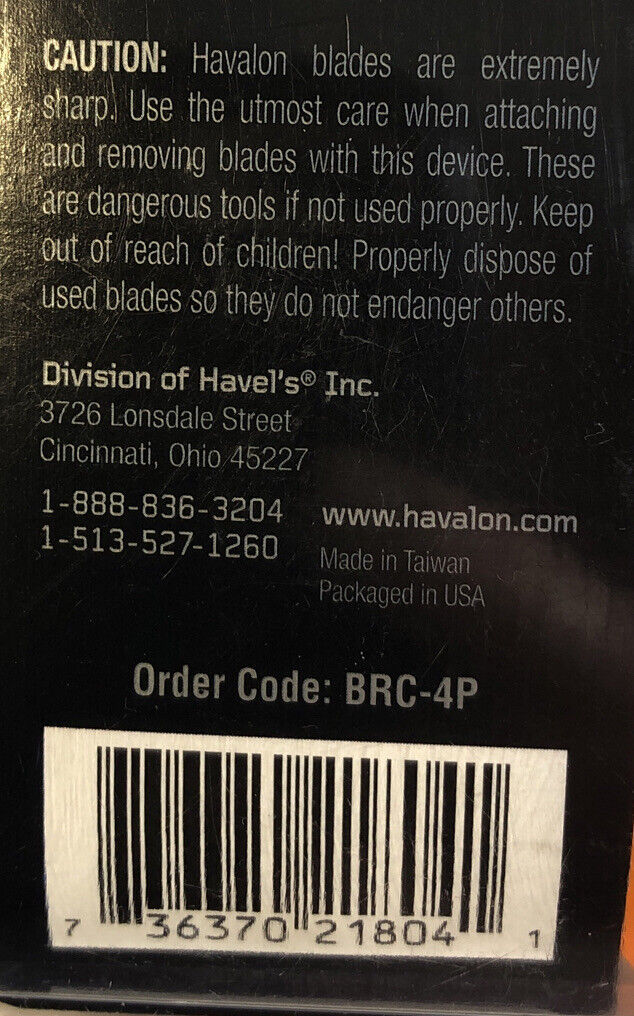 CAUTION: Havalon blades are extremely
sharp. Use the utmost care when attaching
and removing blades with this device. These
are dangerous tools if not used properly. Keep
out of reach of children! Properly dispose of
used blades so they do not endanger others.
Division of Havel's® Inc.
3726 Lonsdale Street
Cincinnati, Ohio 45227
1-888-836-3204
1-513-527-1260
www.havalon.com
Made in Taiwan
Packaged in USA
Order Code: BRC-4P
7 36370 21804 1